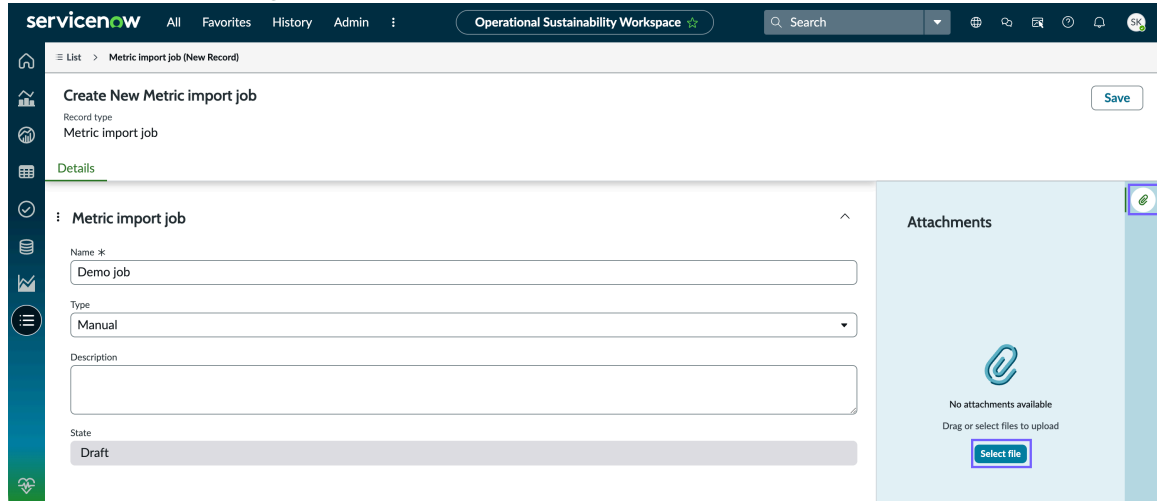 servicenow All Favorites History Admin Operational Sustainability Workspace Search SK
List > Metric import job (New Record)
Create New Metric import job
Save
Record type
Metric import job
Details
Metric import job
Name *
Demo job
Type
Manual
Description
State
Draft
Attachments
No attachments available
Drag or select files to upload
Select file